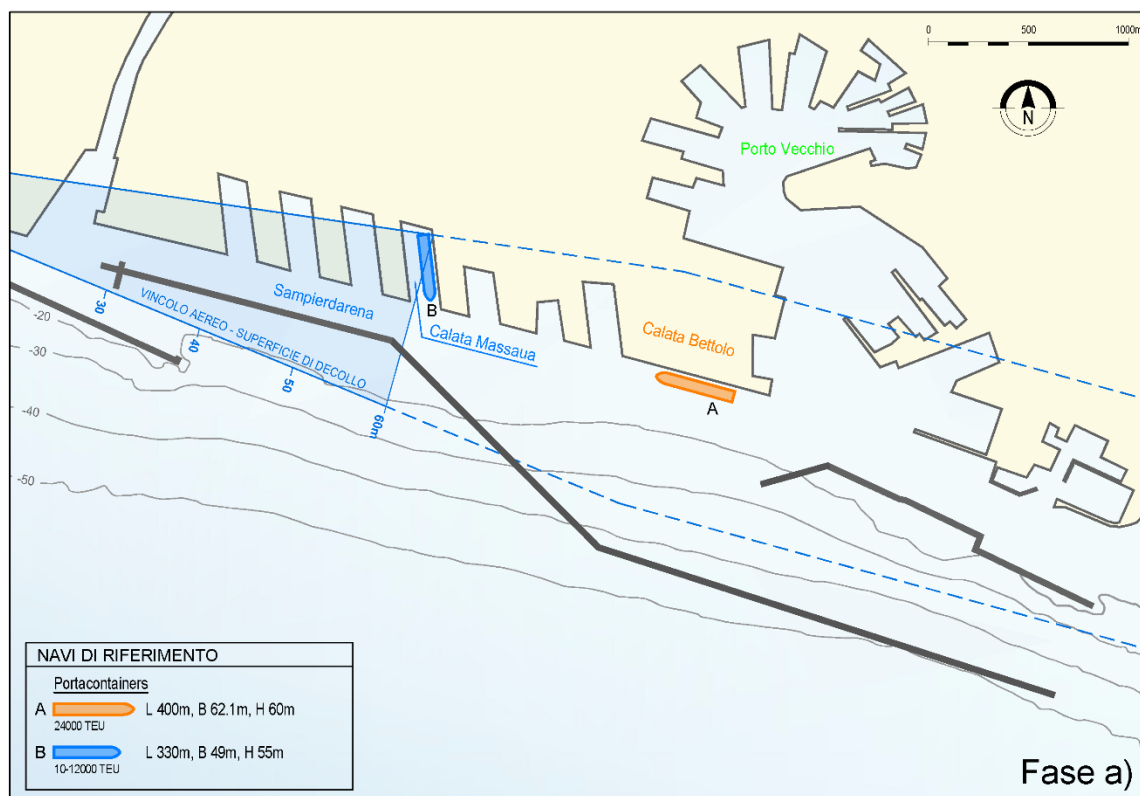 0 500 1000m
N
Porto Vecchio
Sampierdarena
B
-30
VINCOLO AEREO - SUPERFICIE DI DECOLLO
40
50
60m
Calata Massaua
Calata Bettolo
A
-20
-30
-40
-50
NAVI DI RIFERIMENTO
Portacontainers
A L 400m, B 62.1m, H 60m
24000 TEU
B L 330m, B 49m, H 55m
10-12000 TEU
Fase a)